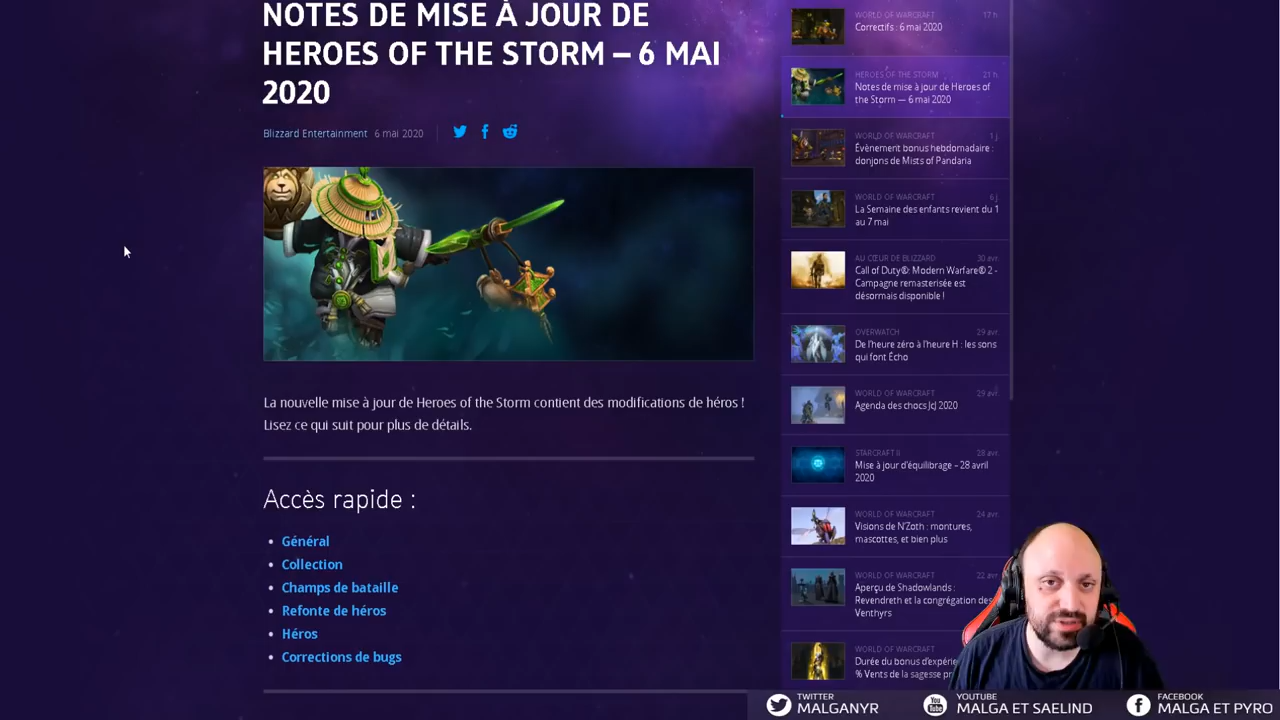 NOTES DE MISE À JOUR DE
HEROES OF THE STORM – 6 MAI
2020
Blizzard Entertainment 6 mai 2020
La nouvelle mise à jour de Heroes of the Storm contient des modifications de héros !
Lisez ce qui suit pour plus de détails.
Accès rapide :
Général
Collection
Champs de bataille
Refonte de héros
Héros
Corrections de bugs
WORLD OF WARCRAFT 17 h
Correctifs : 6 mai 2020
HEROES OF THE STORM 21 h
Notes de mise à jour de Heroes of
the Storm — 6 mai 2020
WORLD OF WARCRAFT 1 j
Évènement bonus hebdomadaire :
donjons de Mists of Pandaria
WORLD OF WARCRAFT 6 j
La Semaine des enfants revient du 1
au 7 mai
AU CŒUR DE BLIZZARD 30 avr.
Call of Duty®: Modern Warfare® 2 -
Campagne remasterisée est
désormais disponible !
OVERWATCH 29 avr.
De l'heure zéro à l'heure H : les sons
qui font Écho
WORLD OF WARCRAFT 29 avr.
Agenda des chocs JcJ 2020
STARCRAFT II 28 avr.
Mise à jour d'équilibrage – 28 avril
2020
WORLD OF WARCRAFT 24 avr.
Visions de N'Zoth : montures,
mascottes, et bien plus
WORLD OF WARCRAFT 22 avr.
Aperçu de Shadowlands :
Revendreth et la congrégation des
Venthyrs
WORLD OF WARCRAFT
Durée du bonus d'expé
% Vents de la sagesse pr
TWITTER
MALGANYR
YOUTUBE
MALGA ET SAELIND
FACEBOOK
MALGA ET PYRO